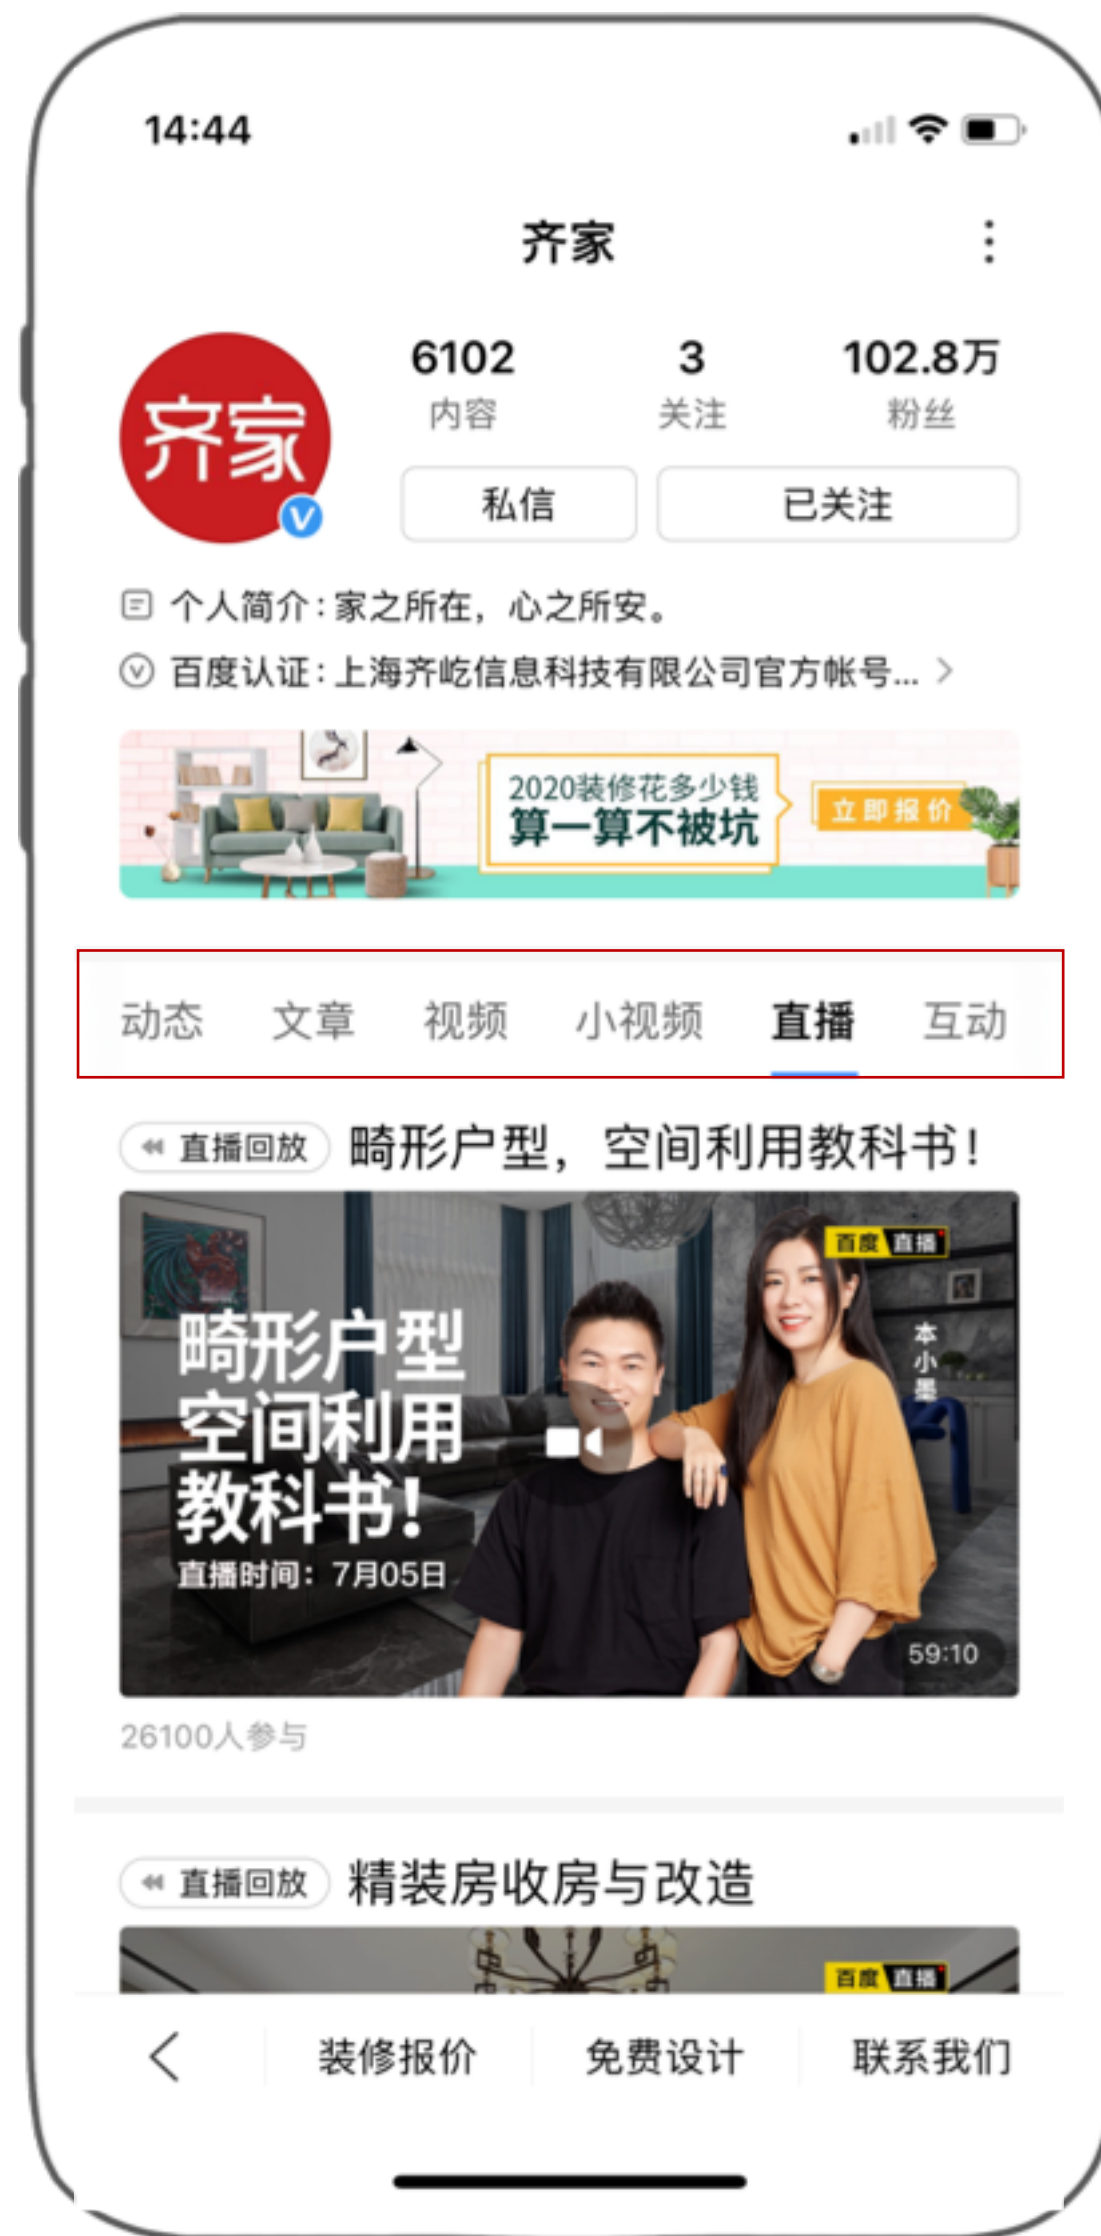 14:44
齐家
齐家
6102 3 102.8万
内容 关注 粉丝
私信 已关注
个人简介:家之所在，心之所安。
百度认证:上海齐屹信息科技有限公司官方帐号...
2020装修花多少钱
算一算不被坑
立即报价
动态 文章 视频 小视频 直播 互动
直播回放 畸形户型，空间利用教科书！
百度 直播
畸形户型
空间利用
教科书！
直播时间：7月05日
本小墨
59:10
26100人参与
直播回放 精装房收房与改造
百度 直播
装修报价 免费设计 联系我们